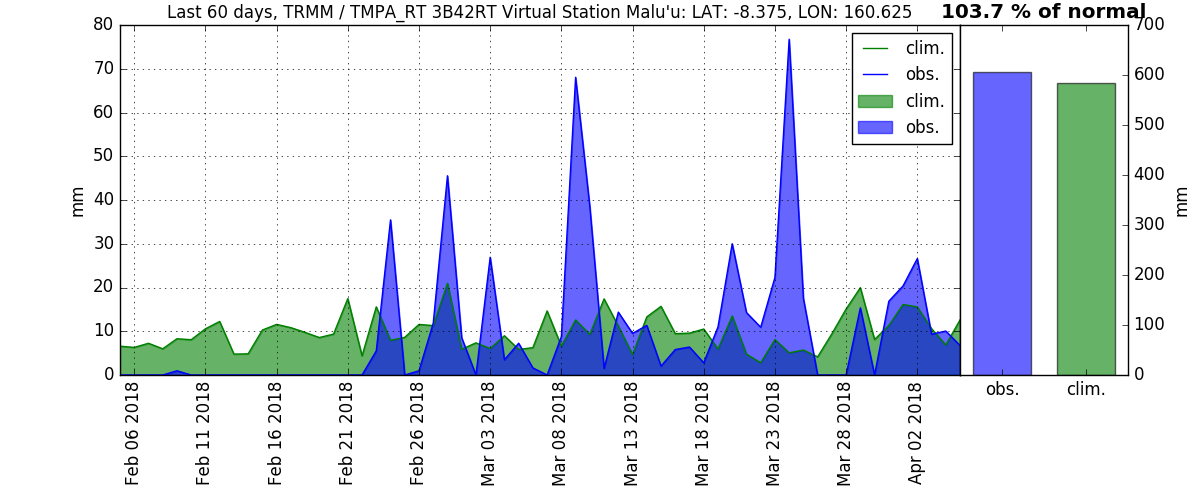 Last 60 days, TRMM / TMPA_RT 3B42RT Virtual Station Malu'u: LAT: -8.375, LON: 160.625
103.7 % of normal
80
70
60
50
40
30
20
10
0
mm
clim.
obs.
clim.
obs.
Feb 06 2018
Feb 11 2018
Feb 16 2018
Feb 21 2018
Feb 26 2018
Mar 03 2018
Mar 08 2018
Mar 13 2018
Mar 18 2018
Mar 23 2018
Mar 28 2018
Apr 02 2018
700
600
500
400
300
200
100
0
mm
obs.
clim.